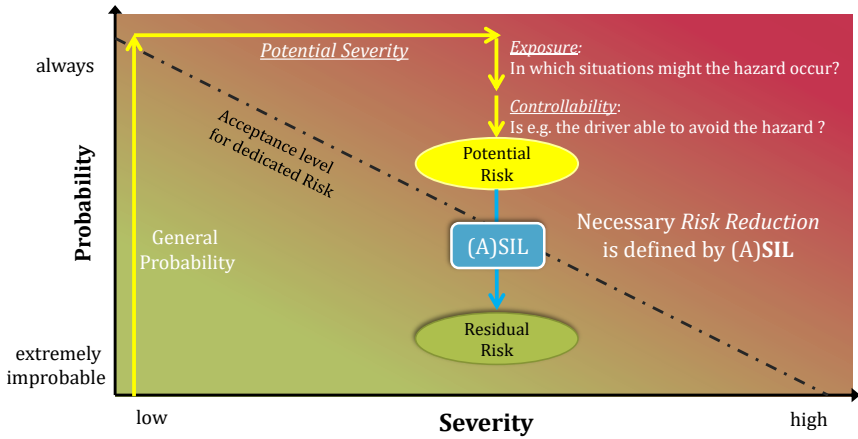 always
Probability
extremely
improbable
General
Probability
Potential Severity
Acceptance level
for dedicated Risk
Exposure:
In which situations might the hazard occur?
Controllability:
Is e.g. the driver able to avoid the hazard ?
Potential
Risk
(A)SIL
Necessary Risk Reduction
is defined by (A)SIL
Residual
Risk
low
Severity
high